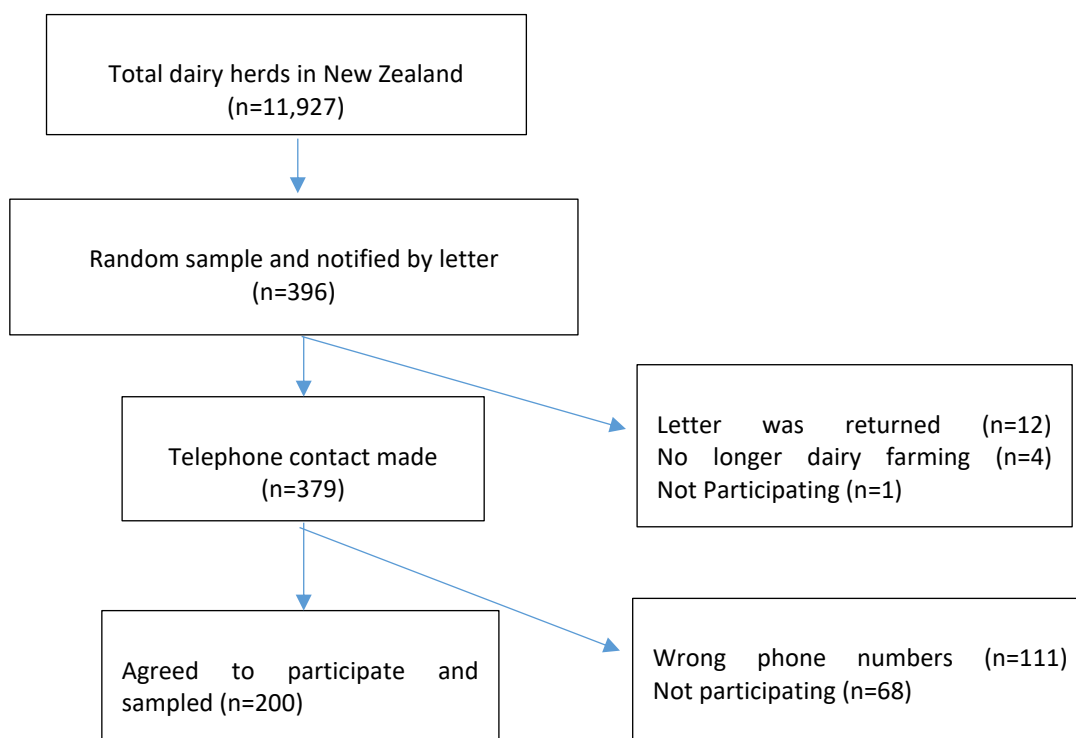 Total dairy herds in New Zealand
(n=11,927)
Random sample and notified by letter
(n=396)
Telephone contact made
(n=379)
Letter was returned (n=12)
No longer dairy farming (n=4)
Not Participating (n=1)
Agreed to participate and
sampled (n=200)
Wrong phone numbers (n=111)
Not participating (n=68)